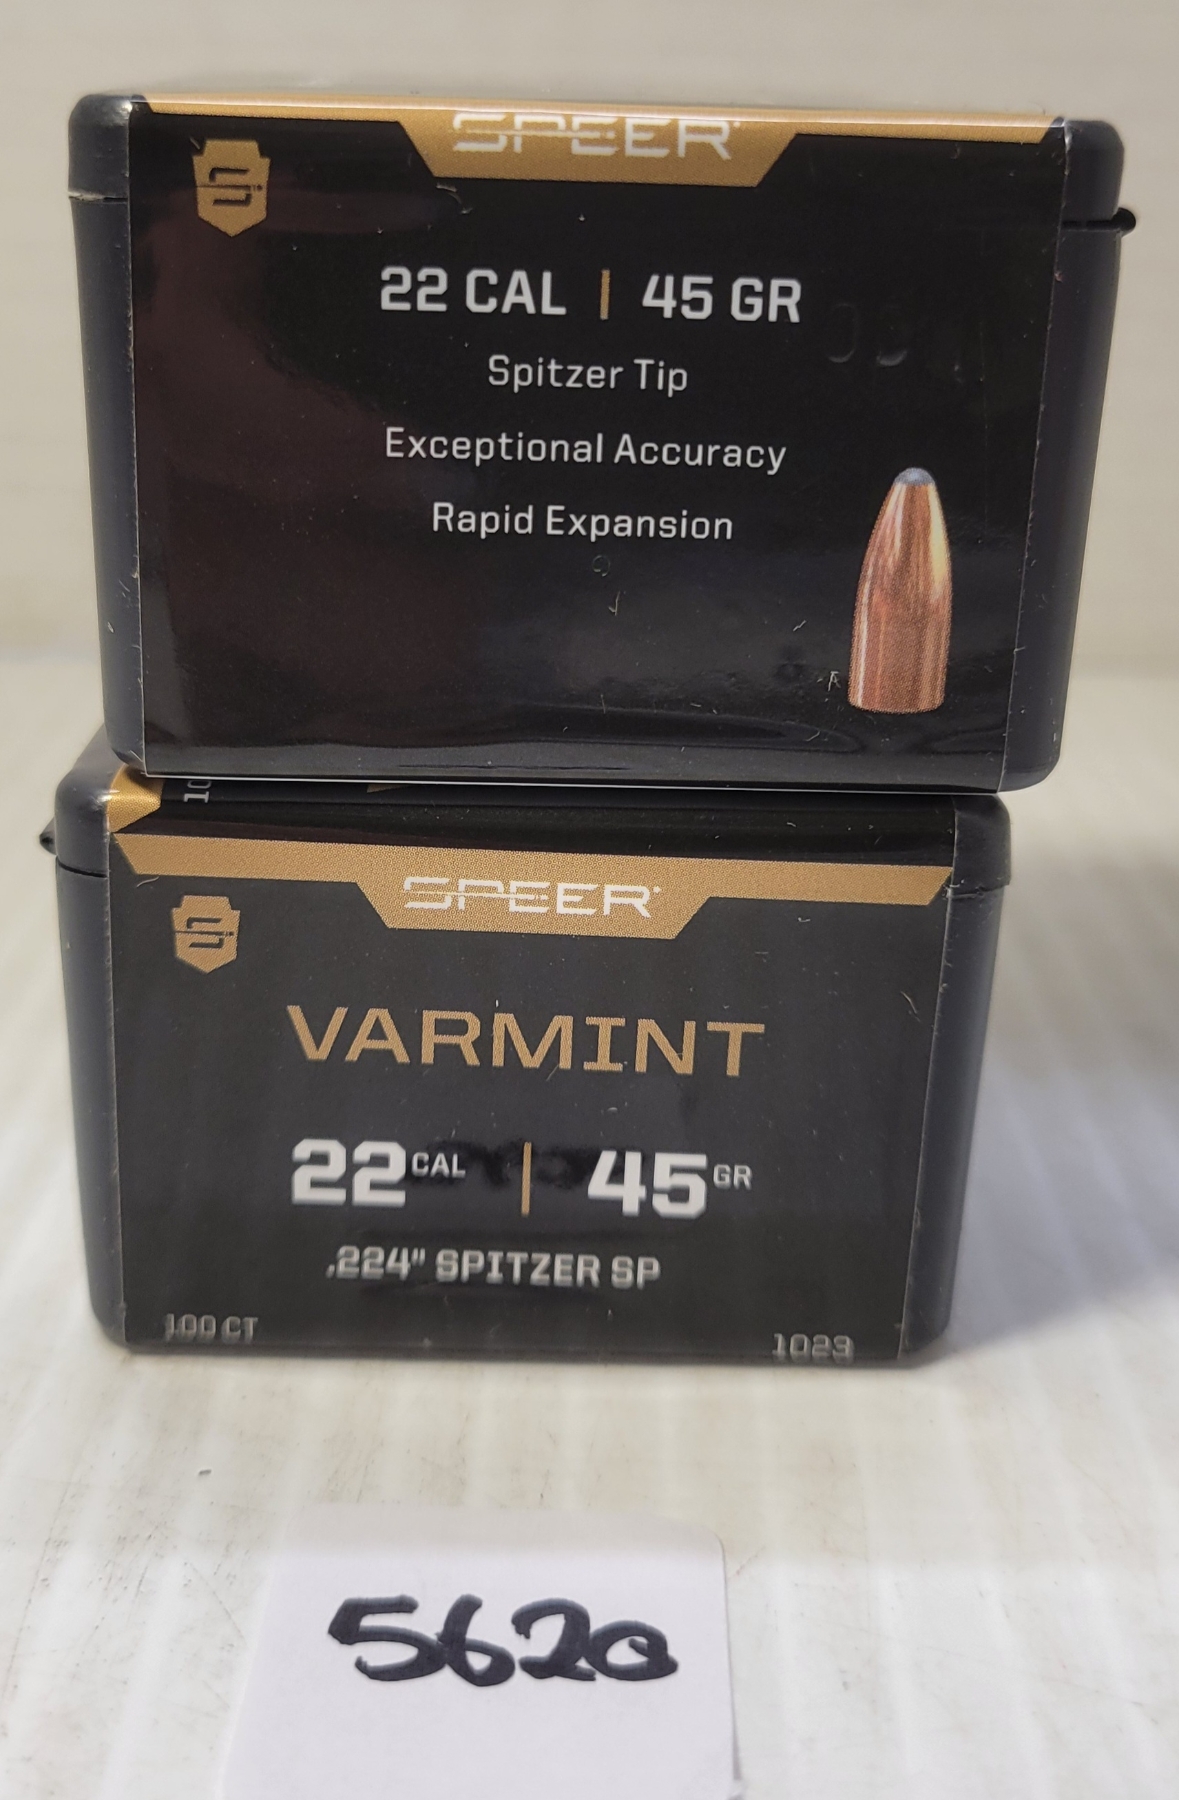 SPEER
22 CAL | 45 GR
Spitzer Tip
Exceptional Accuracy
Rapid Expansion
SPEER
VARMINT
22 CAL | 45 GR
.224" SPITZER SP
100 CT 1023
5620